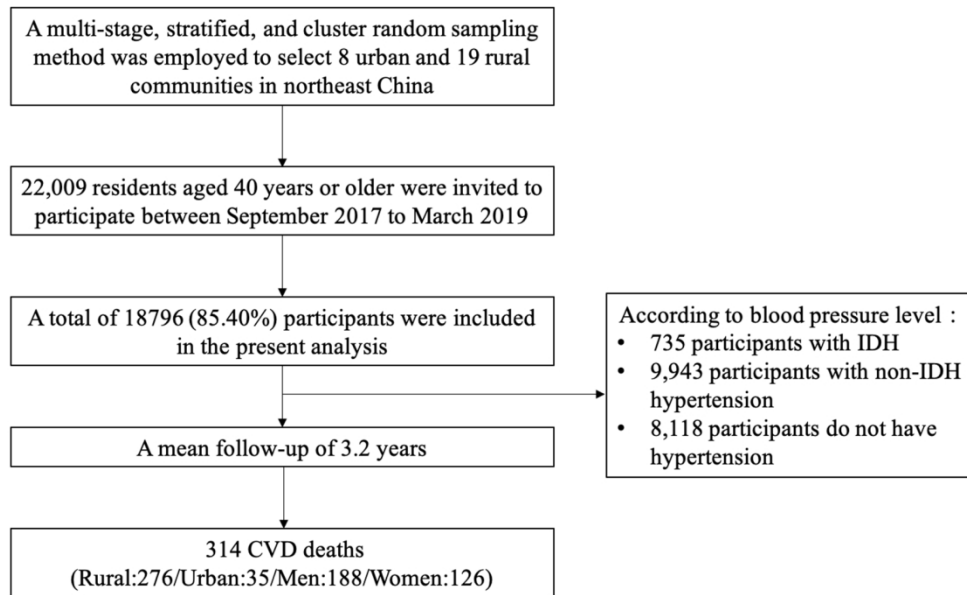 A multi-stage, stratified, and cluster random sampling
method was employed to select 8 urban and 19 rural
communities in northeast China
22,009 residents aged 40 years or older were invited to
participate between September 2017 to March 2019
A total of 18796 (85.40%) participants were included
in the present analysis
According to blood pressure level：
• 735 participants with IDH
• 9,943 participants with non-IDH
hypertension
• 8,118 participants do not have
hypertension
A mean follow-up of 3.2 years
314 CVD deaths
(Rural:276/Urban:35/Men:188/Women:126)